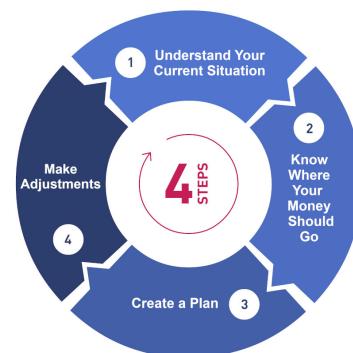 1
Understand Your
Current Situation
2
Know
Where
Your
Money
Should
Go
Create a Plan
3
Make
Adjustments
4
4
STEPS